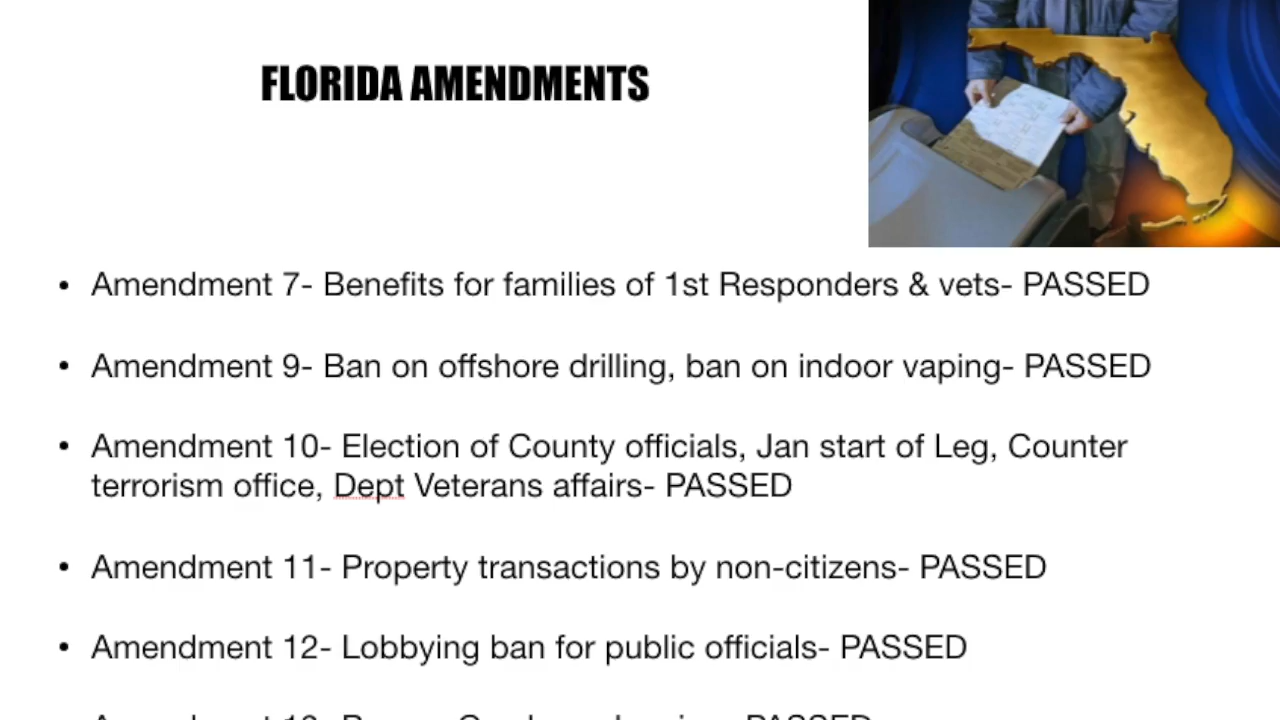 FLORIDA AMENDMENTS
• Amendment 7- Benefits for families of 1st Responders & vets- PASSED
• Amendment 9- Ban on offshore drilling, ban on indoor vaping- PASSED
• Amendment 10- Election of County officials, Jan start of Leg, Counter
terrorism office, Dept Veterans affairs- PASSED
• Amendment 11- Property transactions by non-citizens- PASSED
• Amendment 12- Lobbying ban for public officials- PASSED